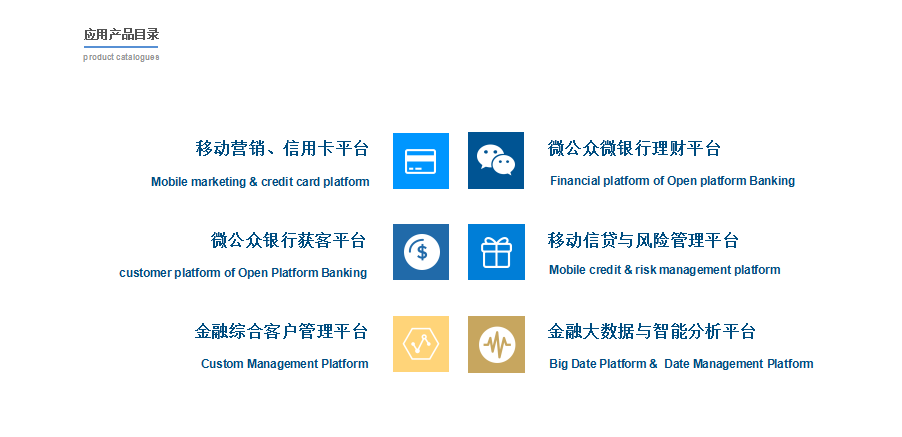 应用产品目录
product catalogues
移动营销、信用卡平台
Mobile marketing & credit card platform
微公众微银行理财平台
Financial platform of Open platform Banking
微公众银行获客平台
customer platform of Open Platform Banking
移动信贷与风险管理平台
Mobile credit & risk management platform
金融综合客户管理平台
Custom Management Platform
金融大数据与智能分析平台
Big Date Platform & Date Management Platform